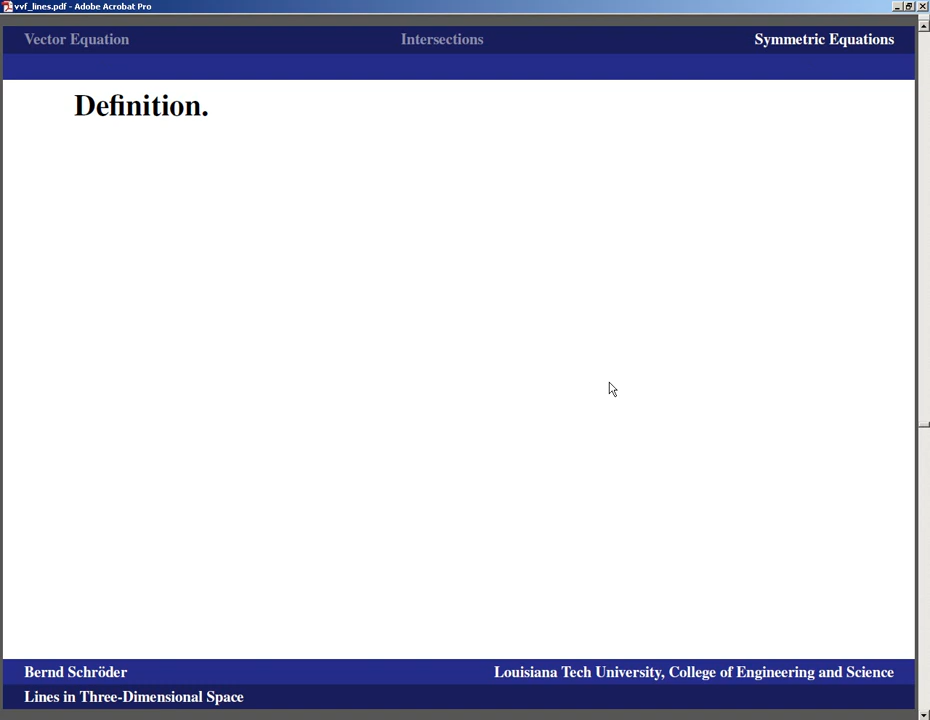 vvf_lines.pdf - Adobe Acrobat Pro
Vector Equation
Intersections
Symmetric Equations
Definition.
Bernd Schröder
Louisiana Tech University, College of Engineering and Science
Lines in Three-Dimensional Space